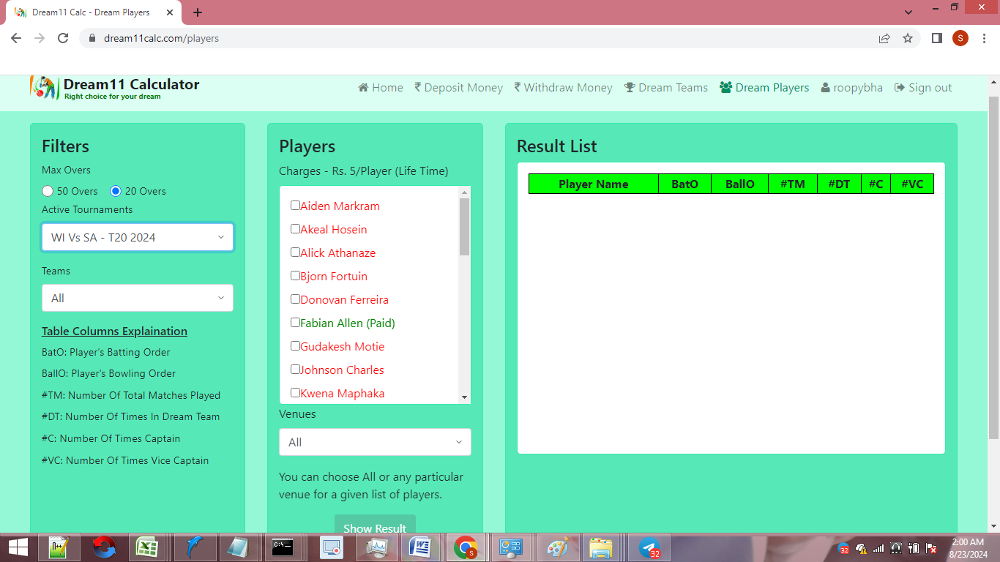 Dream11 Calc - Dream Players
dream11calc.com/players
S
Dream11 Calculator
Right choice for your dream
Home
₹ Deposit Money
₹ Withdraw Money
Dream Teams
Dream Players
roopybha
Sign out
Filters
Max Overs
50 Overs 20 Overs
Active Tournaments
WI Vs SA - T20 2024
Teams
All
Table Columns Explaination
BatO: Player's Batting Order
BallO: Player's Bowling Order
#TM: Number Of Total Matches Played
#DT: Number Of Times In Dream Team
#C: Number Of Times Captain
#VC: Number Of Times Vice Captain
Players
Charges - Rs. 5/Player (Life Time)
Aiden Markram
Akeal Hosein
Alick Athanaze
Bjorn Fortuin
Donovan Ferreira
Fabian Allen (Paid)
Gudakesh Motie
Johnson Charles
Kwena Maphaka
Venues
All
You can choose All or any particular
venue for a given list of players.
Show Result
Result List
Player Name BatO BallO #TM #DT #C #VC
32
32
2:00 AM
8/23/2024